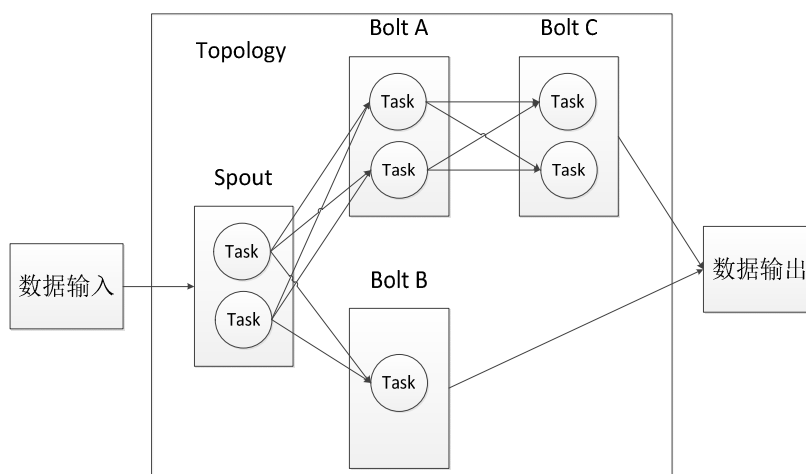 Topology
Bolt A
Bolt C
Task
Task
Task
Task
Spout
Task
Task
数据输入
数据输出
Bolt B
Task